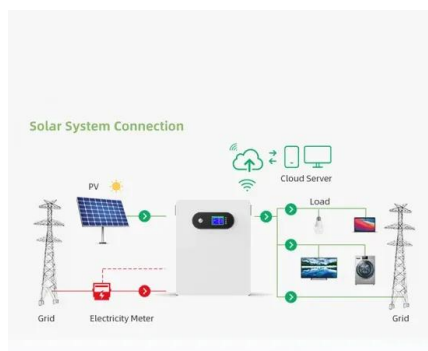 Solar System Connection
Cloud Server
PV
Load
Grid
Electricity Meter
Grid